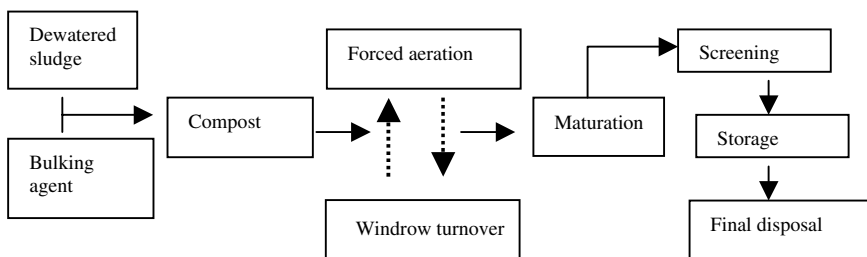 Dewatered
sludge
Bulking
agent
Compost
Forced aeration
Windrow turnover
Maturation
Screening
Storage
Final disposal